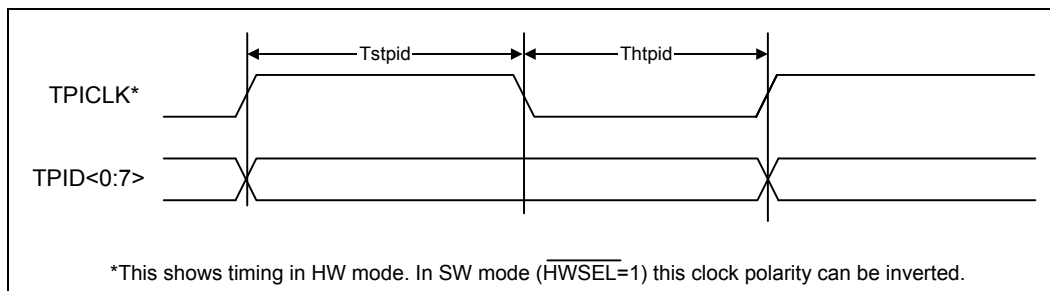 Tstpid Thtpid
TPICLK*
TPID<0:7>
*This shows timing in HW mode. In SW mode (H̅W̅S̅E̅L̅=1) this clock polarity can be inverted.